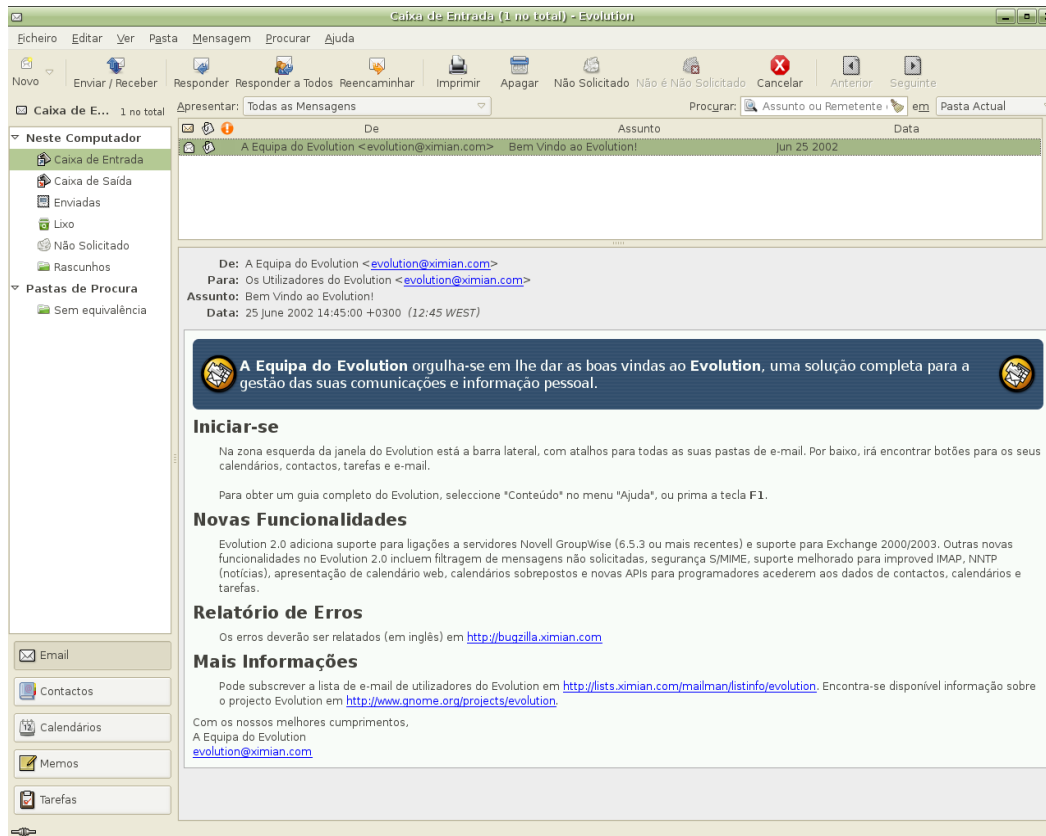 Caixa de Entrada (1 no total) - Evolution
Ficheiro Editar Ver Pasta Mensagem Procurar Ajuda
Novo Enviar / Receber Responder Responder a Todos Reencaminhar Imprimir Apagar Não Solicitado Não é Não Solicitado Cancelar Anterior Seguinte
Caixa de E... 1 no total
Apresentar: Todas as Mensagens Procurar: Assunto ou Remetente em Pasta Actual
Neste Computador
Caixa de Entrada
Caixa de Saída
Enviadas
Lixo
Não Solicitado
Rascunhos
Pastas de Procura
Sem equivalência
De Assunto Data
A Equipa do Evolution <evolution@ximian.com> Bem Vindo ao Evolution! Jun 25 2002
De: A Equipa do Evolution <evolution@ximian.com>
Para: Os Utilizadores do Evolution <evolution@ximian.com>
Assunto: Bem Vindo ao Evolution!
Data: 25 June 2002 14:45:00 +0300 (12:45 WEST)
A Equipa do Evolution orgulha-se em lhe dar as boas vindas ao Evolution, uma solução completa para a
gestão das suas comunicações e informação pessoal.
Iniciar-se
Na zona esquerda da janela do Evolution está a barra lateral, com atalhos para todas as suas pastas de e-mail. Por baixo, irá encontrar botões para os seus
calendários, contactos, tarefas e e-mail.
Para obter um guia completo do Evolution, seleccione "Conteúdo" no menu "Ajuda", ou prima a tecla F1.
Novas Funcionalidades
Evolution 2.0 adiciona suporte para ligações a servidores Novell GroupWise (6.5.3 ou mais recentes) e suporte para Exchange 2000/2003. Outras novas
funcionalidades no Evolution 2.0 incluem filtragem de mensagens não solicitadas, segurança S/MIME, suporte melhorado para improved IMAP, NNTP
(notícias), apresentação de calendário web, calendários sobrepostos e novas APIs para programadores acederem aos dados de contactos, calendários e
tarefas.
Relatório de Erros
Os erros deverão ser relatados (em inglês) em http://bugzilla.ximian.com
Mais Informações
Pode subscrever a lista de e-mail de utilizadores do Evolution em http://lists.ximian.com/mailman/listinfo/evolution. Encontra-se disponível informação sobre
o projecto Evolution em http://www.gnome.org/projects/evolution.
Com os nossos melhores cumprimentos,
A Equipa do Evolution
evolution@ximian.com
Email
Contactos
12 Calendários
Memos
Tarefas